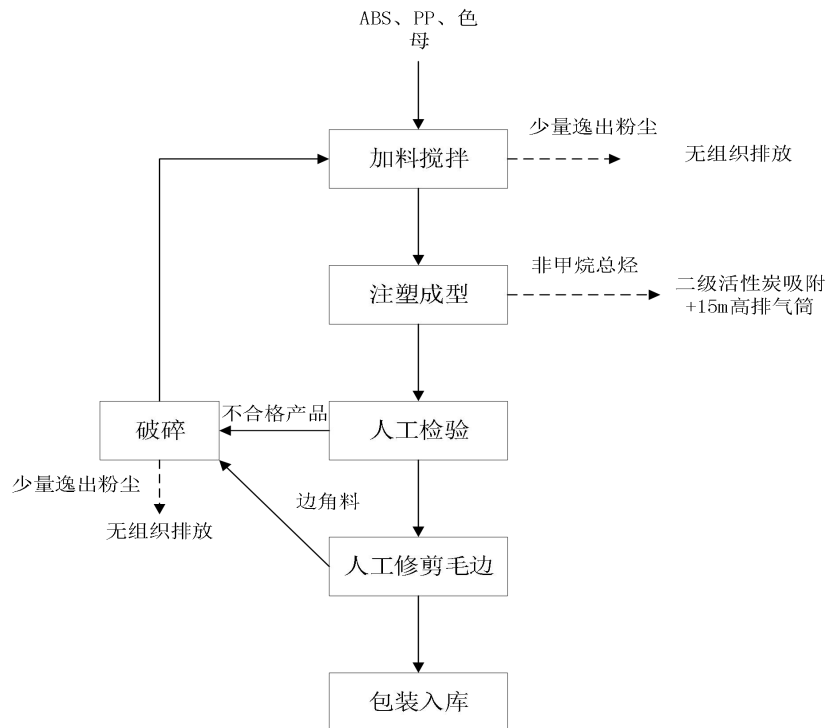 ABS、PP、色
母
少量逸出粉尘
加料搅拌
无组织排放
非甲烷总烃
注塑成型
二级活性炭吸附
+15m高排气筒
不合格产品
破碎
人工检验
少量逸出粉尘
边角料
无组织排放
人工修剪毛边
包装入库